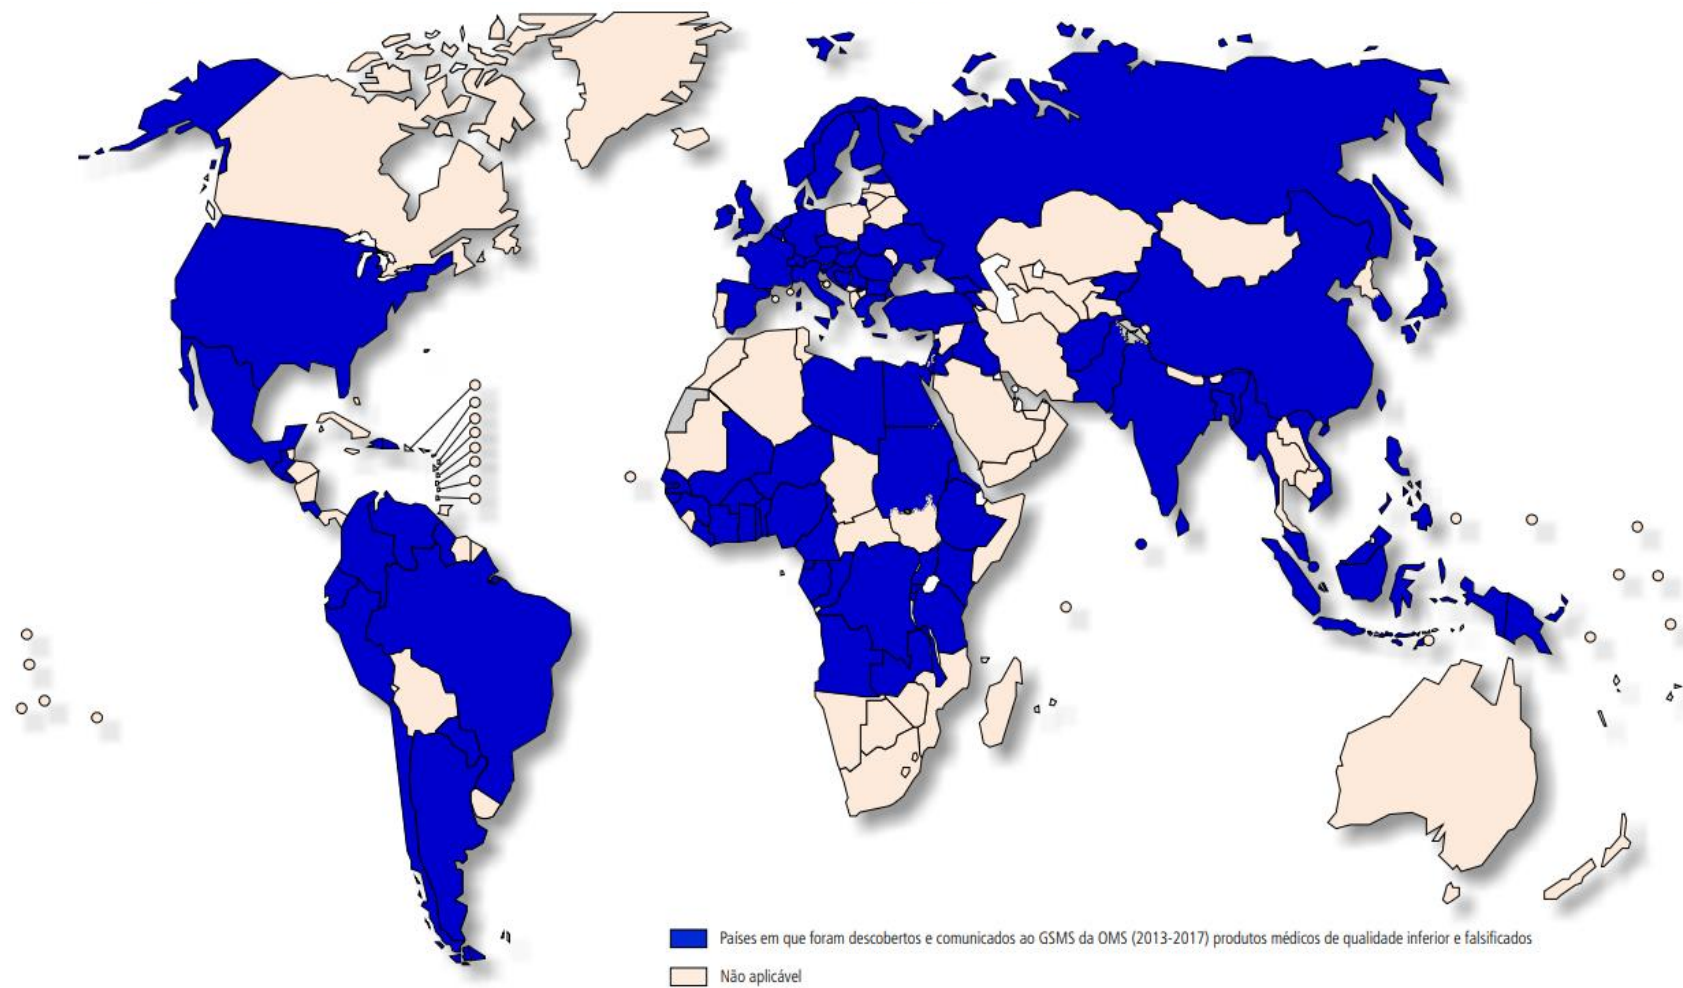 Países em que foram descobertos e comunicados ao GSMS da OMS (2013-2017) produtos médicos de qualidade inferior e falsificados
Não aplicável